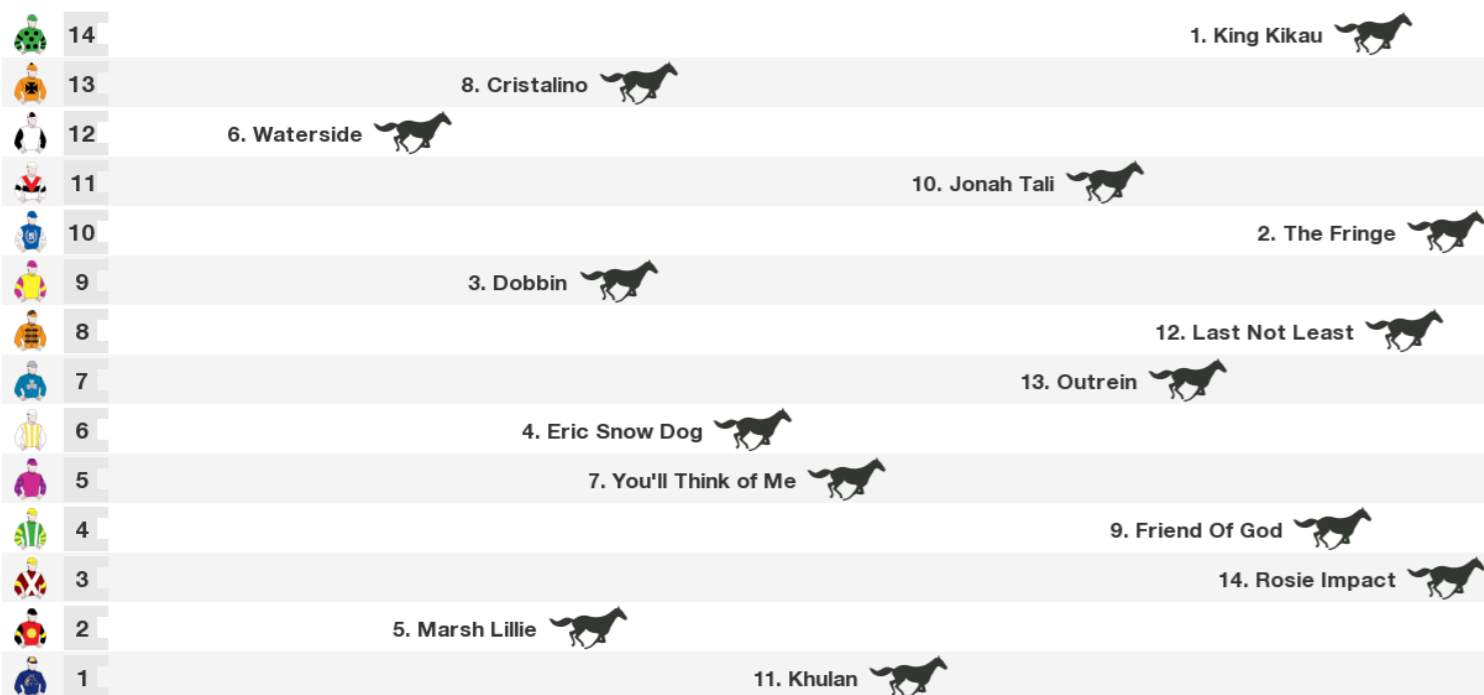 14 1. King Kikau
13 8. Cristalino
12 6. Waterside
11 10. Jonah Tali
10 2. The Fringe
9 3. Dobbin
8 12. Last Not Least
7 13. Outrein
6 4. Eric Snow Dog
5 7. You'll Think of Me
4 9. Friend Of God
3 14. Rosie Impact
2 5. Marsh Lillie
1 11. Khulan